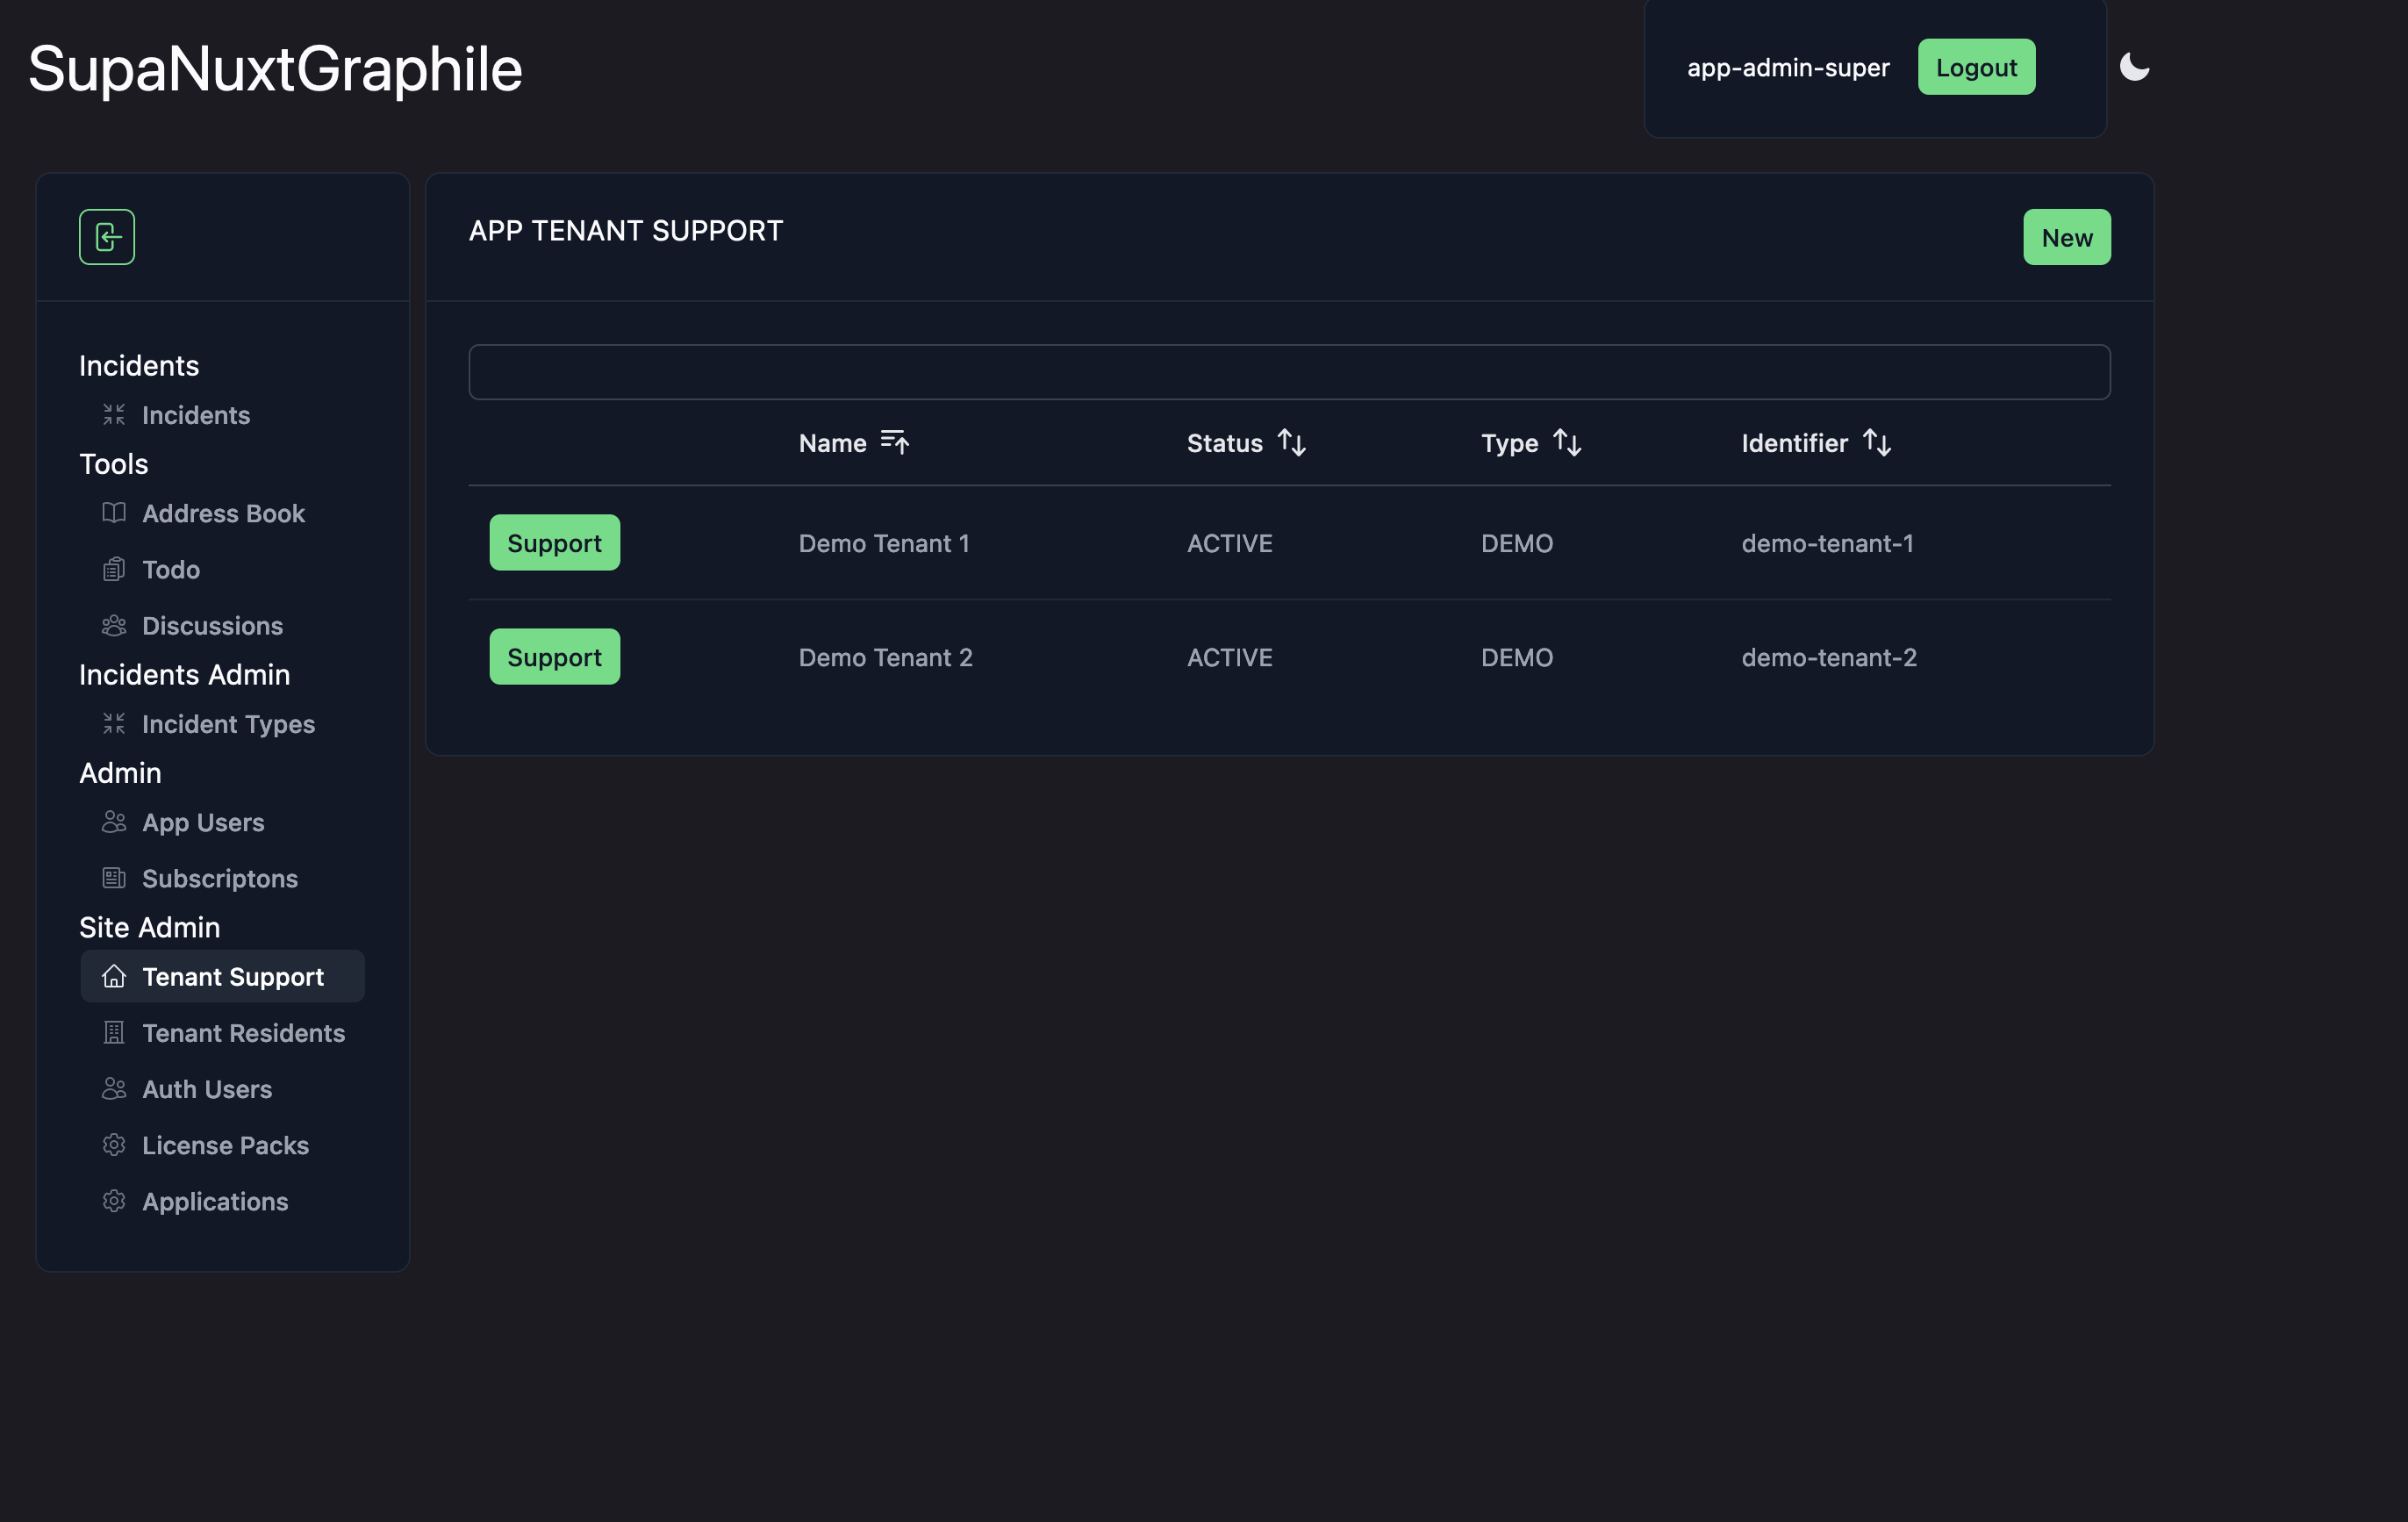 SupaNuxtGraphile
app-admin-super Logout
Incidents
Incidents
Tools
Address Book
Todo
Discussions
Incidents Admin
Incident Types
Admin
App Users
Subscriptons
Site Admin
Tenant Support
Tenant Residents
Auth Users
License Packs
Applications
APP TENANT SUPPORT New
Name Status Type Identifier
Support Demo Tenant 1 ACTIVE DEMO demo-tenant-1
Support Demo Tenant 2 ACTIVE DEMO demo-tenant-2